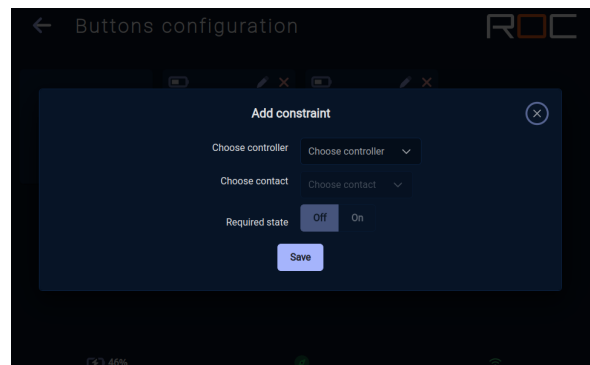 Buttons configuration
ROC
Add constraint
Choose controller Choose controller
Choose contact Choose contact
Required state Off On
Save
46%